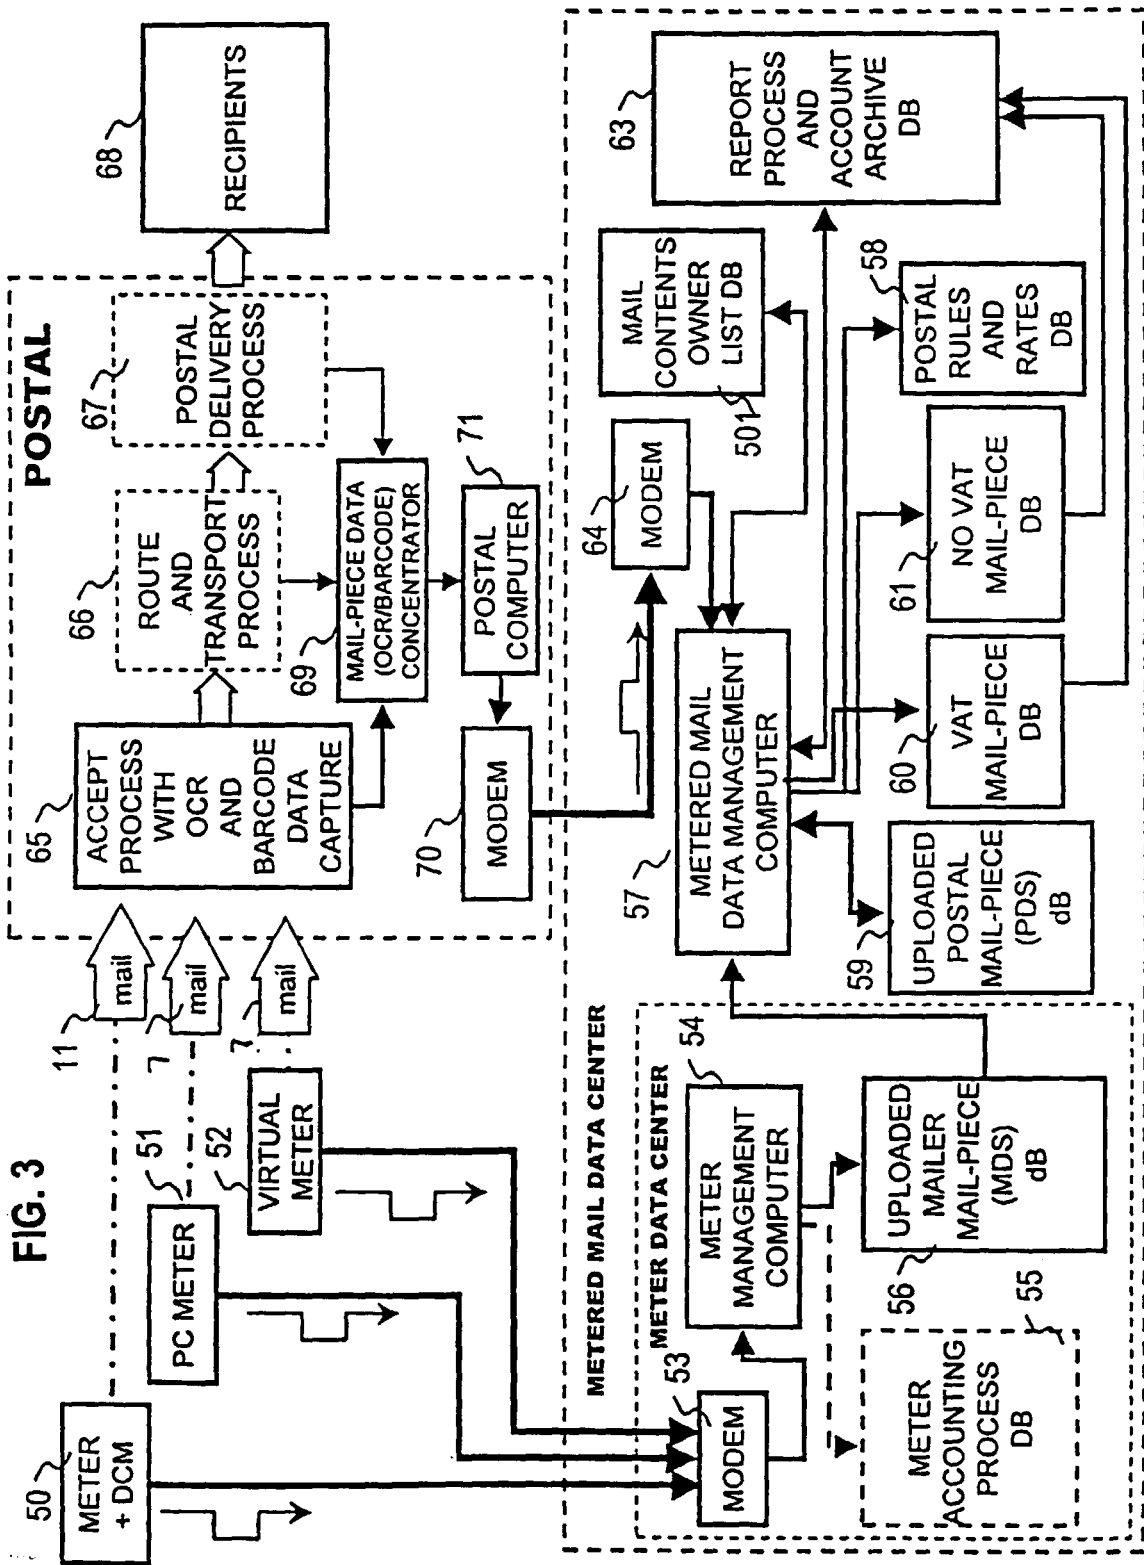 FIG. 3
50
METER
+ DCM
51
PC METER
52
VIRTUAL
METER
11
mail
7
mail
7
mail
POSTAL
65
ACCEPT
PROCESS
WITH
OCR
AND
BARCODE
DATA
CAPTURE
66
ROUTE
AND
TRANSPORT
PROCESS
67
POSTAL
DELIVERY
PROCESS
68
RECIPIENTS
69
MAIL-PIECE DATA
(OCR/BARCODE)
CONCENTRATOR
70
MODEM
71
POSTAL
COMPUTER
METERED MAIL DATA CENTER
METER DATA CENTER
53
MODEM
54
METER
MANAGEMENT
COMPUTER
55
METER
ACCOUNTING
PROCESS
DB
56
UPLOADED
MAILER
MAIL-PIECE
(MDS)
dB
57
METERED MAIL
DATA MANAGEMENT
COMPUTER
64
MODEM
501
MAIL
CONTENTS
OWNER
LIST DB
63
REPORT
PROCESS
AND
ACCOUNT
ARCHIVE
DB
59
UPLOADED
POSTAL
MAIL-PIECE
(PDS)
dB
60
VAT
MAIL-PIECE
DB
61
NO VAT
MAIL-PIECE
DB
58
POSTAL
RULES
AND
RATES
DB